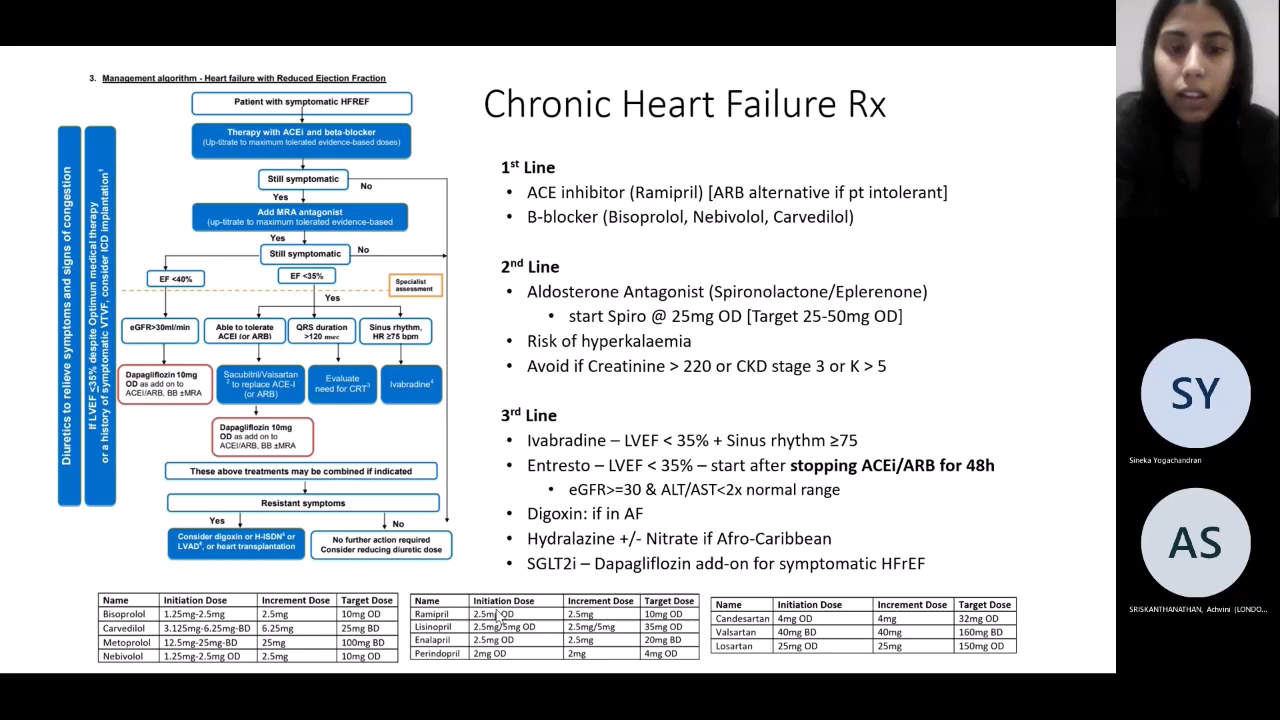 3. Management algorithm - Heart failure with Reduced Ejection Fraction
Patient with symptomatic HFREF
Therapy with ACEi and beta-blocker
(Up-titrate to maximum tolerated evidence-based doses)
Still symptomatic
No
Yes
Add MRA antagonist
(up-titrate to maximum tolerated evidence-based
Yes
Still symptomatic
No
EF <40%
EF <35%
Specialist
assessment
Yes
eGFR>30ml/min
Able to tolerate
ACEI (or ARB)
QRS duration
>120 msec
Sinus rhythm,
HR ≥75 bpm
Dapagliflozin 10mg
OD as add on to
ACEI/ARB, BB ±MRA
Sacubitril/Valsartan
2 to replace ACE-I
(or ARB)
Evaluate
need for CRT3
Ivabradine4
Dapagliflozin 10mg
OD as add on to
ACEI/ARB, BB ±MRA
These above treatments may be combined if indicated
Resistant symptoms
Yes
No
Consider digoxin or H-ISDN5 or
LVAD6, or heart transplantation
No further action required
Consider reducing diuretic dose
Diuretics to relieve symptoms and signs of congestion
If LVEF <35% despite Optimum medical therapy
or a history of symptomatic VTVF, consider ICD implantation1
Chronic Heart Failure Rx
1st Line
• ACE inhibitor (Ramipril) [ARB alternative if pt intolerant]
• B-blocker (Bisoprolol, Nebivolol, Carvedilol)
2nd Line
• Aldosterone Antagonist (Spironolactone/Eplerenone)
• start Spiro @ 25mg OD [Target 25-50mg OD]
• Risk of hyperkalaemia
• Avoid if Creatinine > 220 or CKD stage 3 or K > 5
3rd Line
• Ivabradine – LVEF < 35% + Sinus rhythm ≥75
• Entresto – LVEF < 35% – start after stopping ACEi/ARB for 48h
• eGFR>=30 & ALT/AST<2x normal range
• Digoxin: if in AF
• Hydralazine +/- Nitrate if Afro-Caribbean
• SGLT2i – Dapagliflozin add-on for symptomatic HFrEF
Name Initiation Dose Increment Dose Target Dose
Bisoprolol 1.25mg-2.5mg 2.5mg 10mg OD
Carvedilol 3.125mg-6.25mg-BD 6.25mg 25mg BD
Metoprolol 12.5mg-25mg-BD 25mg 100mg BD
Nebivolol 1.25mg-2.5mg OD 2.5mg 10mg OD
Name Initiation Dose Increment Dose Target Dose
Ramipril 2.5mg OD 2.5mg 10mg OD
Lisinopril 2.5mg/5mg OD 2.5mg/5mg 35mg OD
Enalapril 2.5mg OD 2.5mg 20mg BD
Perindopril 2mg OD 2mg 4mg OD
Name Initiation Dose Increment Dose Target Dose
Candesartan 4mg OD 4mg 32mg OD
Valsartan 40mg BD 40mg 160mg BD
Losartan 25mg OD 25mg 150mg OD
SY
Sineka Yogachandran
AS
SRISKANTHANATHAN, Achvini (LONDO...